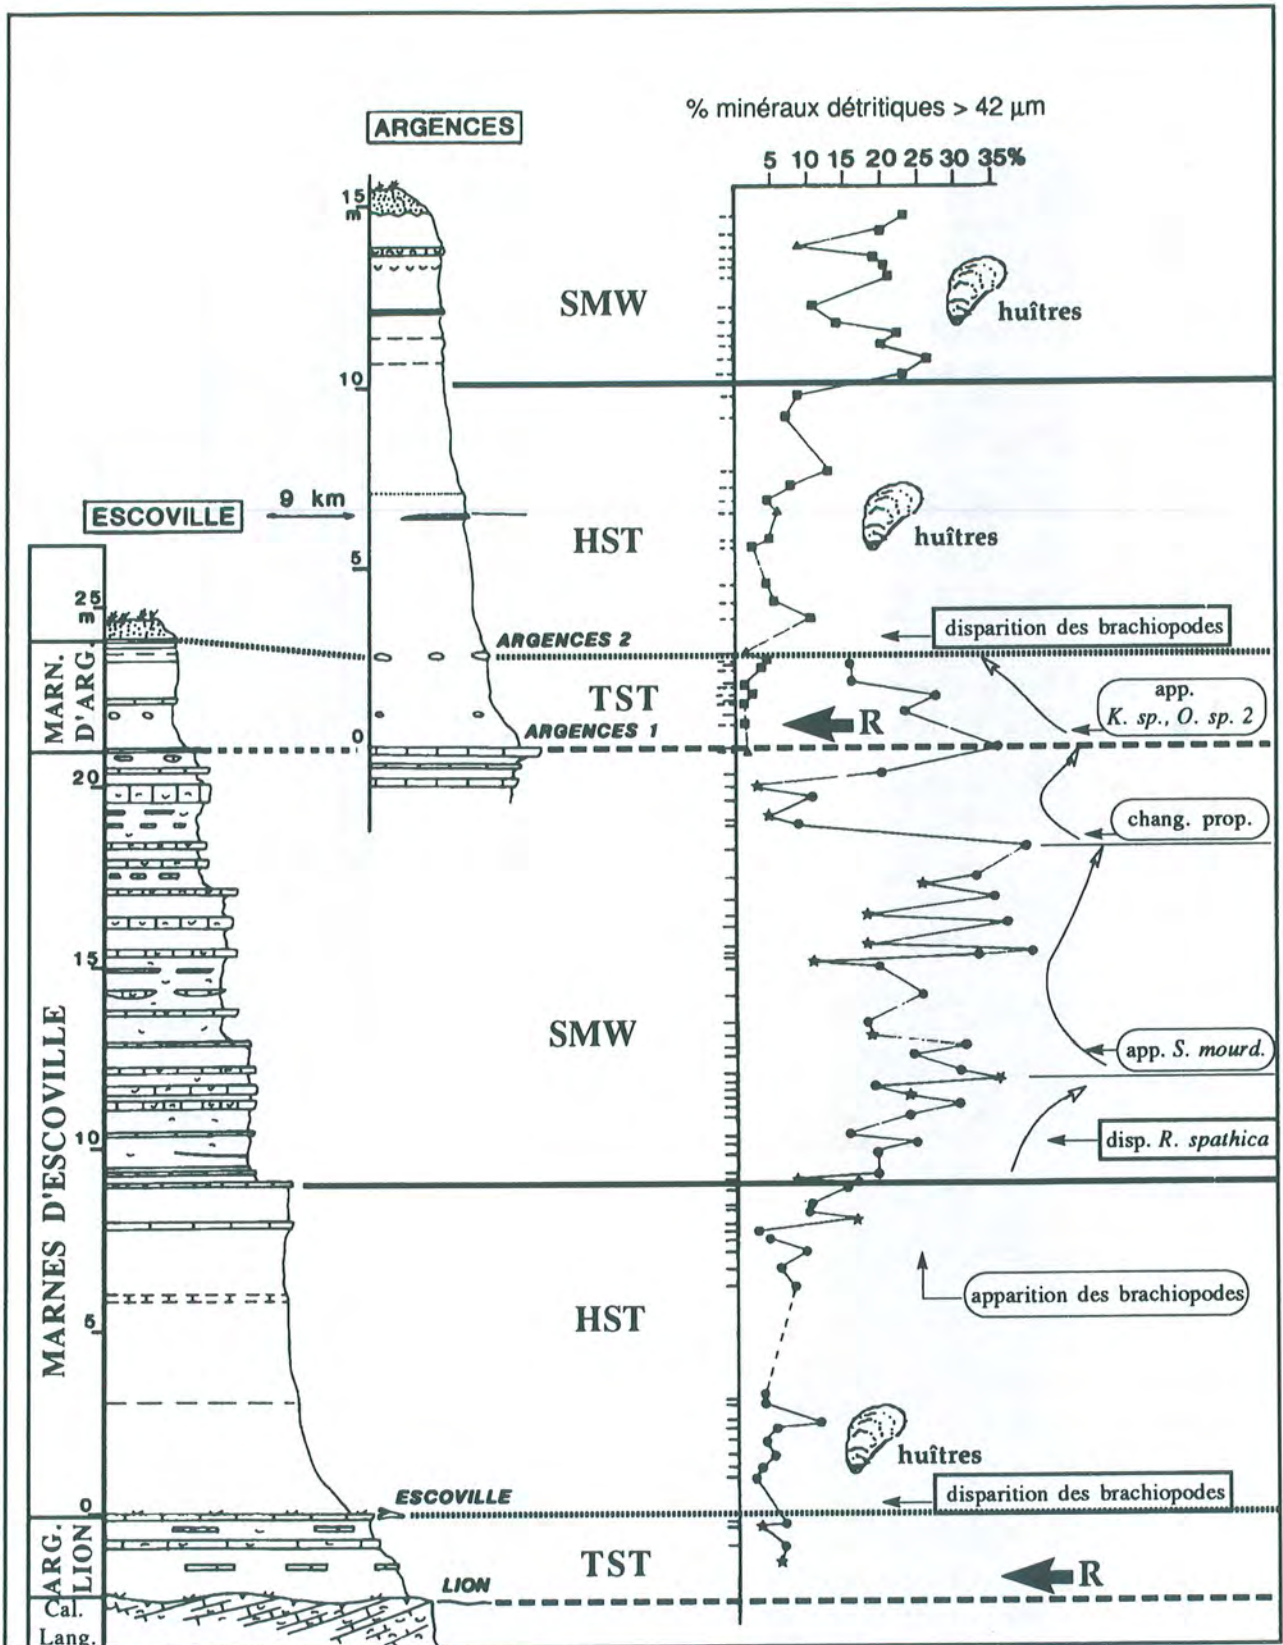 ARGENCES
% minéraux détritiques > 42 µm
5 10 15 20 25 30 35%
15
m
SMW
huîtres
10
9 km
ESCOVILLE
HST
huîtres
5
25
m
disparition des brachiopodes
ARGENCES 2
MARN.
D'ARG.
TST
app.
K. sp., O. sp. 2
R
ARGENCES 1
0
20
chang. prop.
15
SMW
app. S. mourd.
disp. R. spathica
10
MARNES D'ESCOVILLE
apparition des brachiopodes
HST
5
huîtres
disparition des brachiopodes
ESCOVILLE
0
ARG.
LION
TST
R
LION
Cal.
Lang.